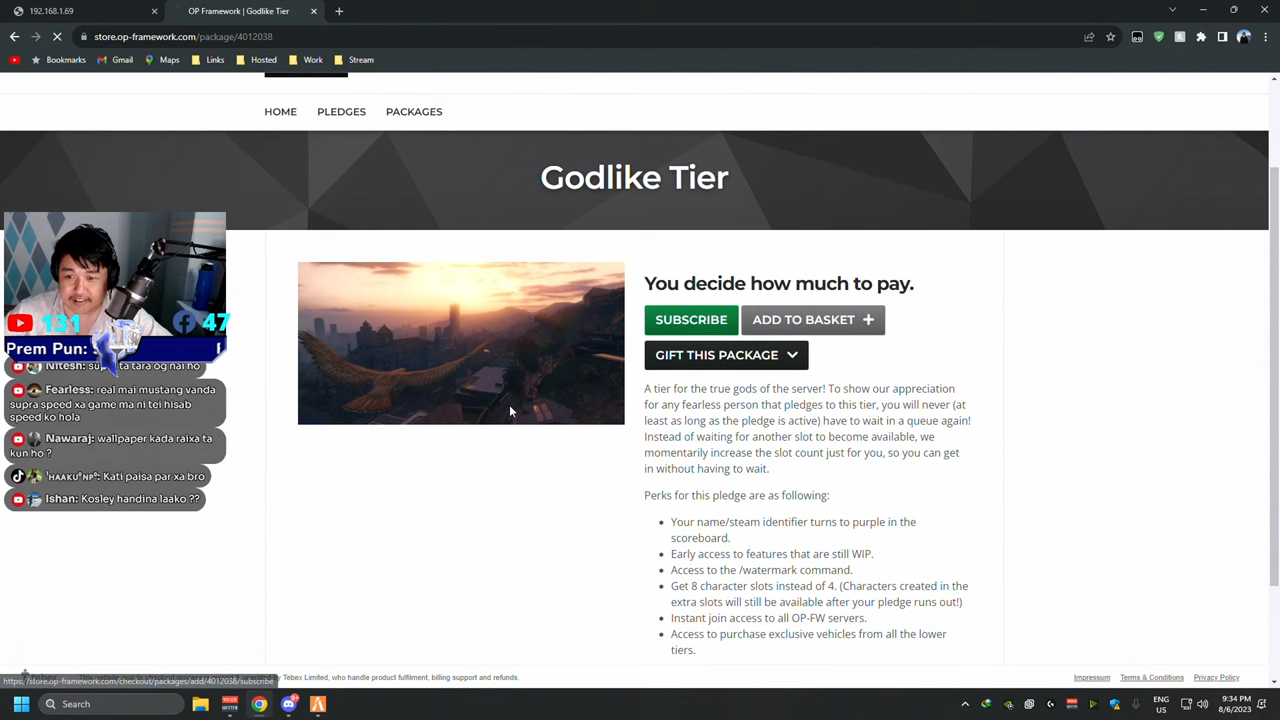 192.168.1.69
OP Framework | Godlike Tier
store.op-framework.com/package/4012038
Bookmarks
Gmail
Maps
Links
Hosted
Work
Stream
HOME
PLEDGES
PACKAGES
Godlike Tier
You decide how much to pay.
SUBSCRIBE
ADD TO BASKET
GIFT THIS PACKAGE
A tier for the true gods of the server! To show our appreciation
for any fearless person that pledges to this tier, you will never (at
least as long as the pledge is active) have to wait in a queue again!
Instead of waiting for another slot to become available, we
momentarily increase the slot count just for you, so you can get
in without having to wait.
Perks for this pledge are as following:
Your name/steam identifier turns to purple in the
scoreboard.
Early access to features that are still WIP.
Access to the /watermark command.
Get 8 character slots instead of 4. (Characters created in the
extra slots will still be available after your pledge runs out!)
Instant join access to all OP-FW servers.
Access to purchase exclusive vehicles from all the lower
tiers.
131
47
Prem Pun:
Nitesh: supra ta tara og nai ho
Fearless: real mai mustang vanda
supra speed xa game ma ni tei hisab
speed ko hola
Nawaraj: wallpaper kada raixa ta
kun ho ?
Kati paisa par xa bro
Ishan: Kosley handina laako ??
by Tebex Limited, who handle product fulfilment, billing support and refunds.
Impressum
Terms & Conditions
Privacy Policy
https://store.op-framework.com/checkout/packages/add/4012038/subscribe
Search
ENG
US
9:34 PM
8/6/2023